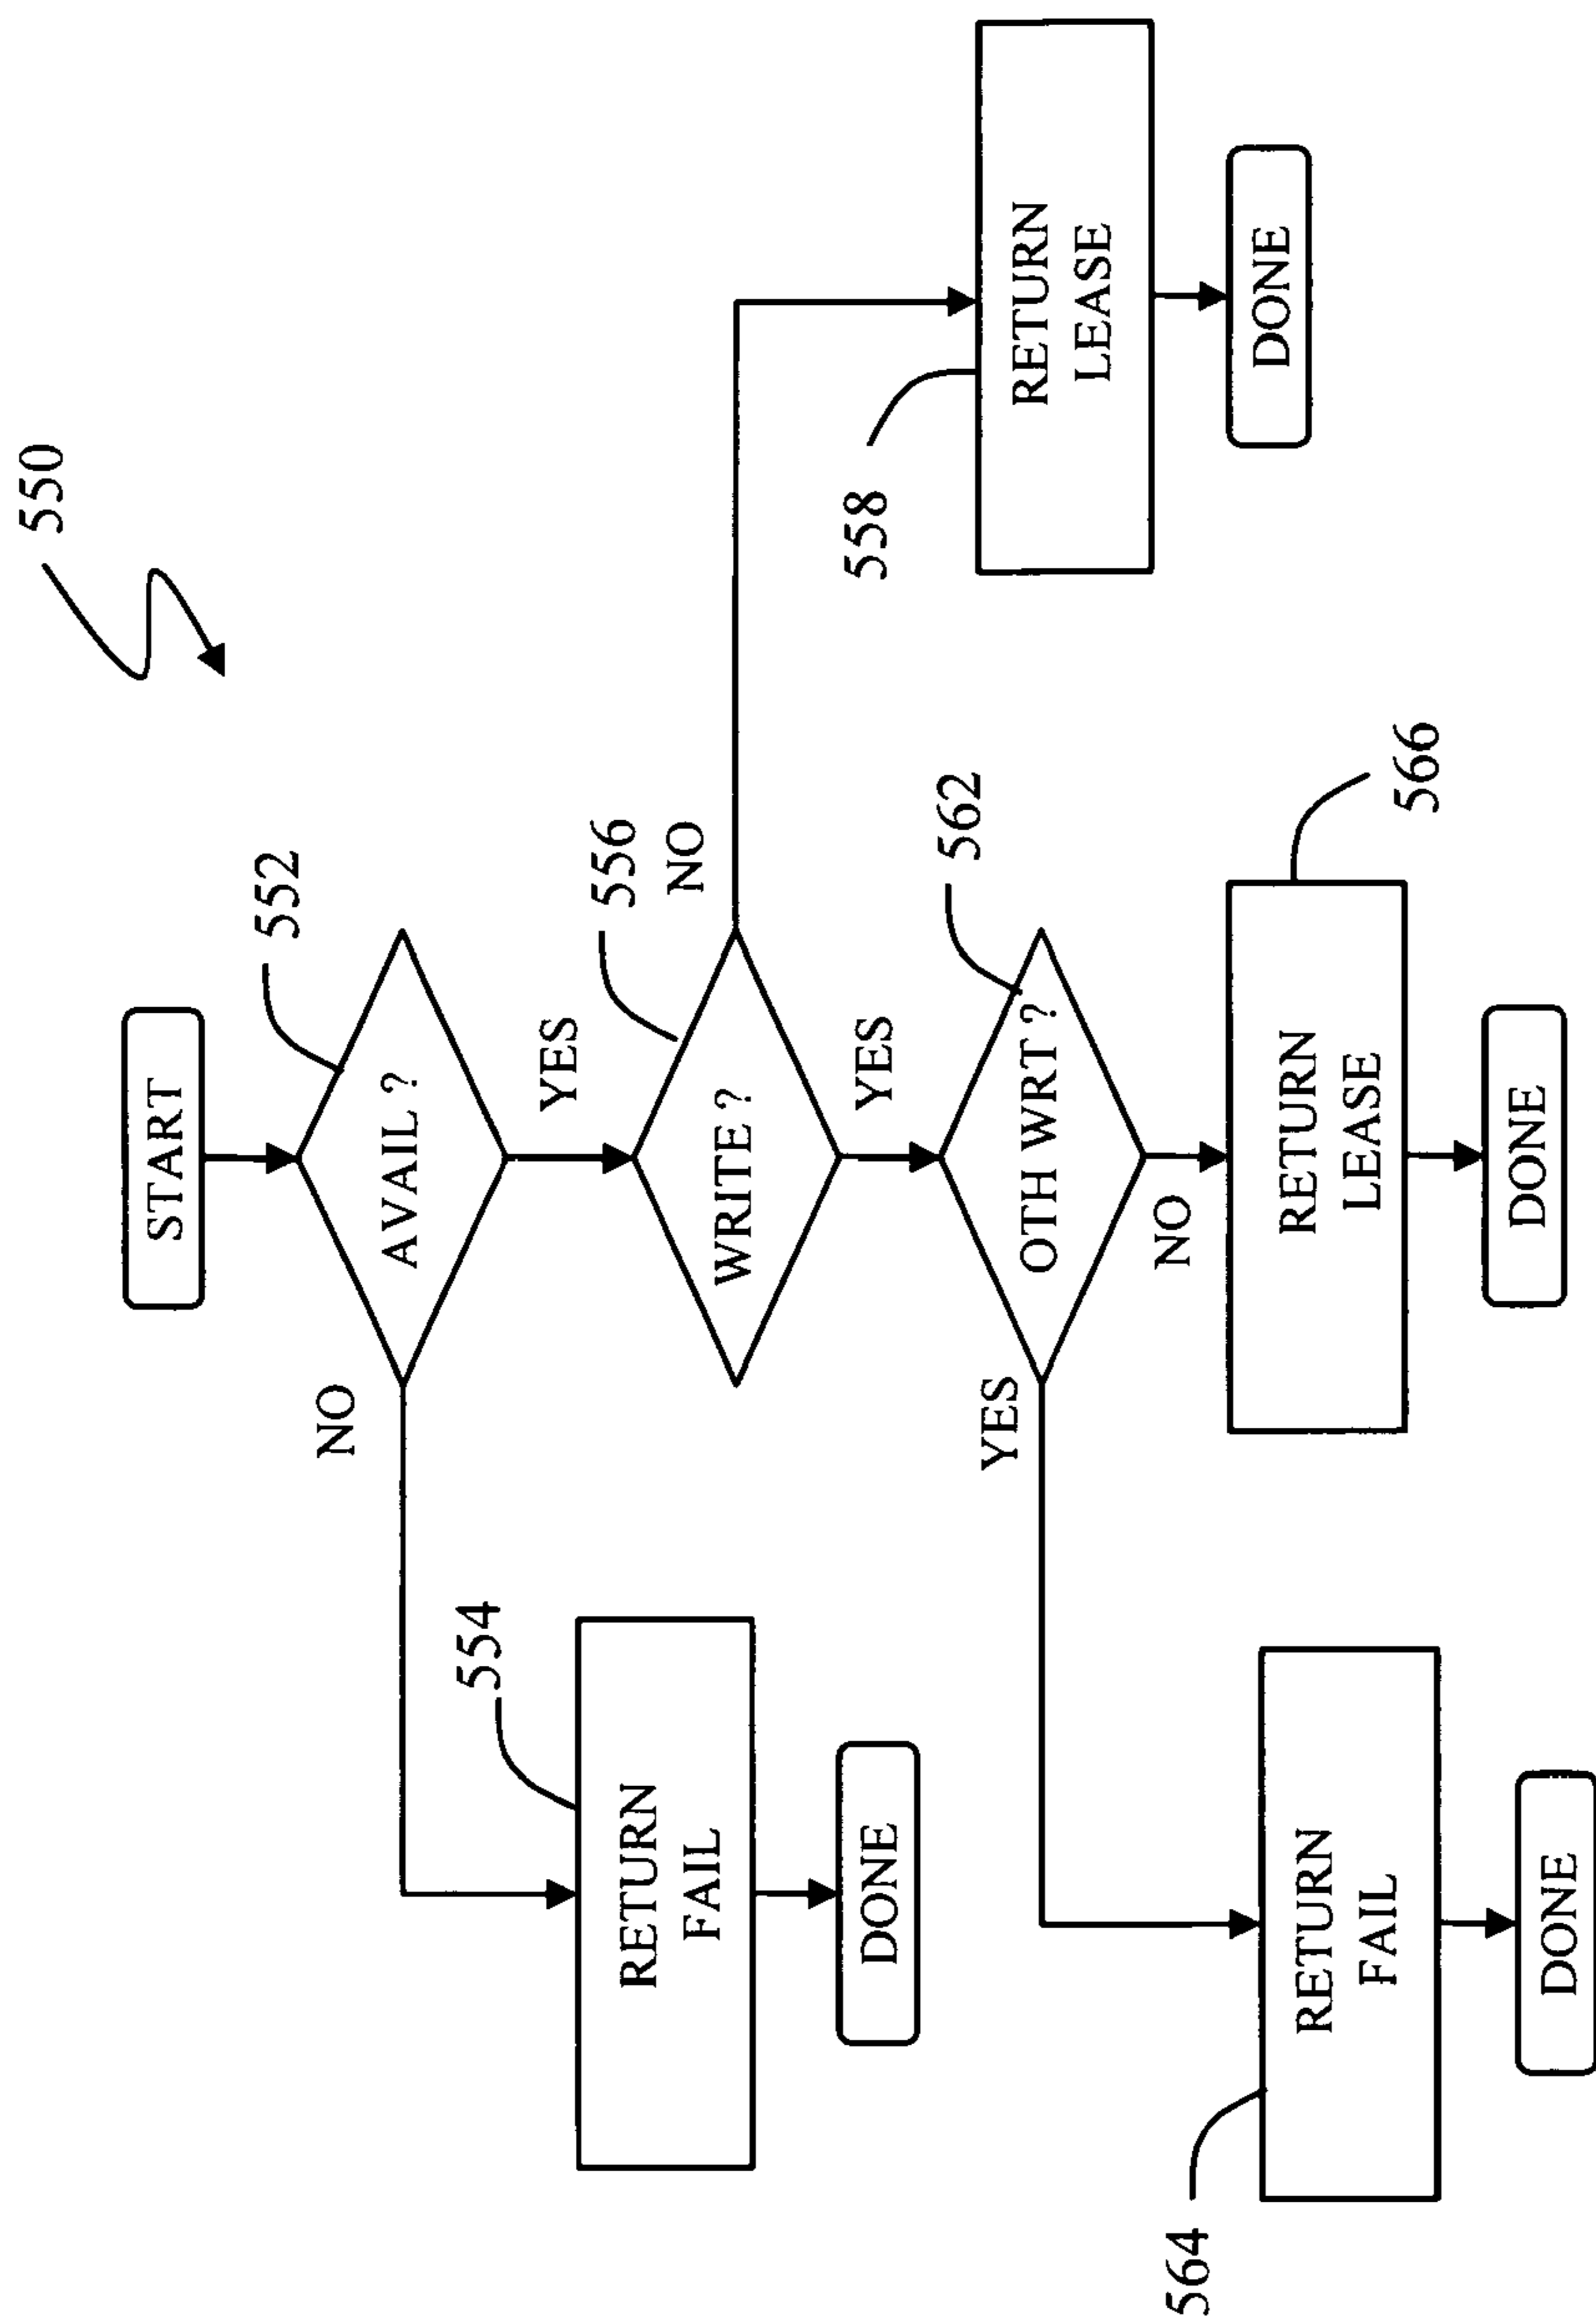 550
START
552
AVAIL ?
NO
YES
554
RETURN
FAIL
DONE
556
WRITE ?
NO
YES
558
RETURN
LEASE
DONE
562
OTH WRT ?
YES
NO
564
RETURN
FAIL
DONE
566
RETURN
LEASE
DONE